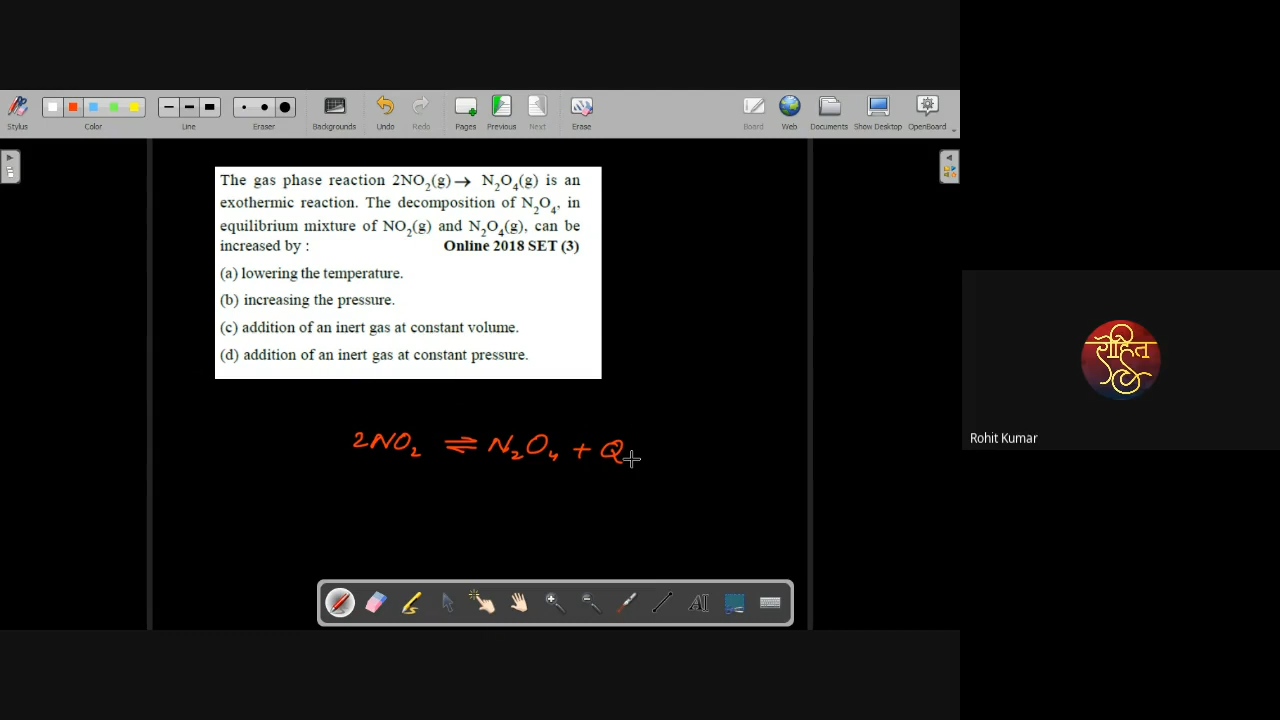 Stylus Color Line Eraser Backgrounds Undo Redo Pages Previous Next Erase Board Web Documents Show Desktop OpenBoard
The gas phase reaction 2NO₂(g) → N₂O₄(g) is an
exothermic reaction. The decomposition of N₂O₄, in
equilibrium mixture of NO₂(g) and N₂O₄(g), can be
increased by : Online 2018 SET (3)
(a) lowering the temperature.
(b) increasing the pressure.
(c) addition of an inert gas at constant volume.
(d) addition of an inert gas at constant pressure.
रोहित
Rohit Kumar
2NO₂ ⇌ N₂O₄ + Q
AI